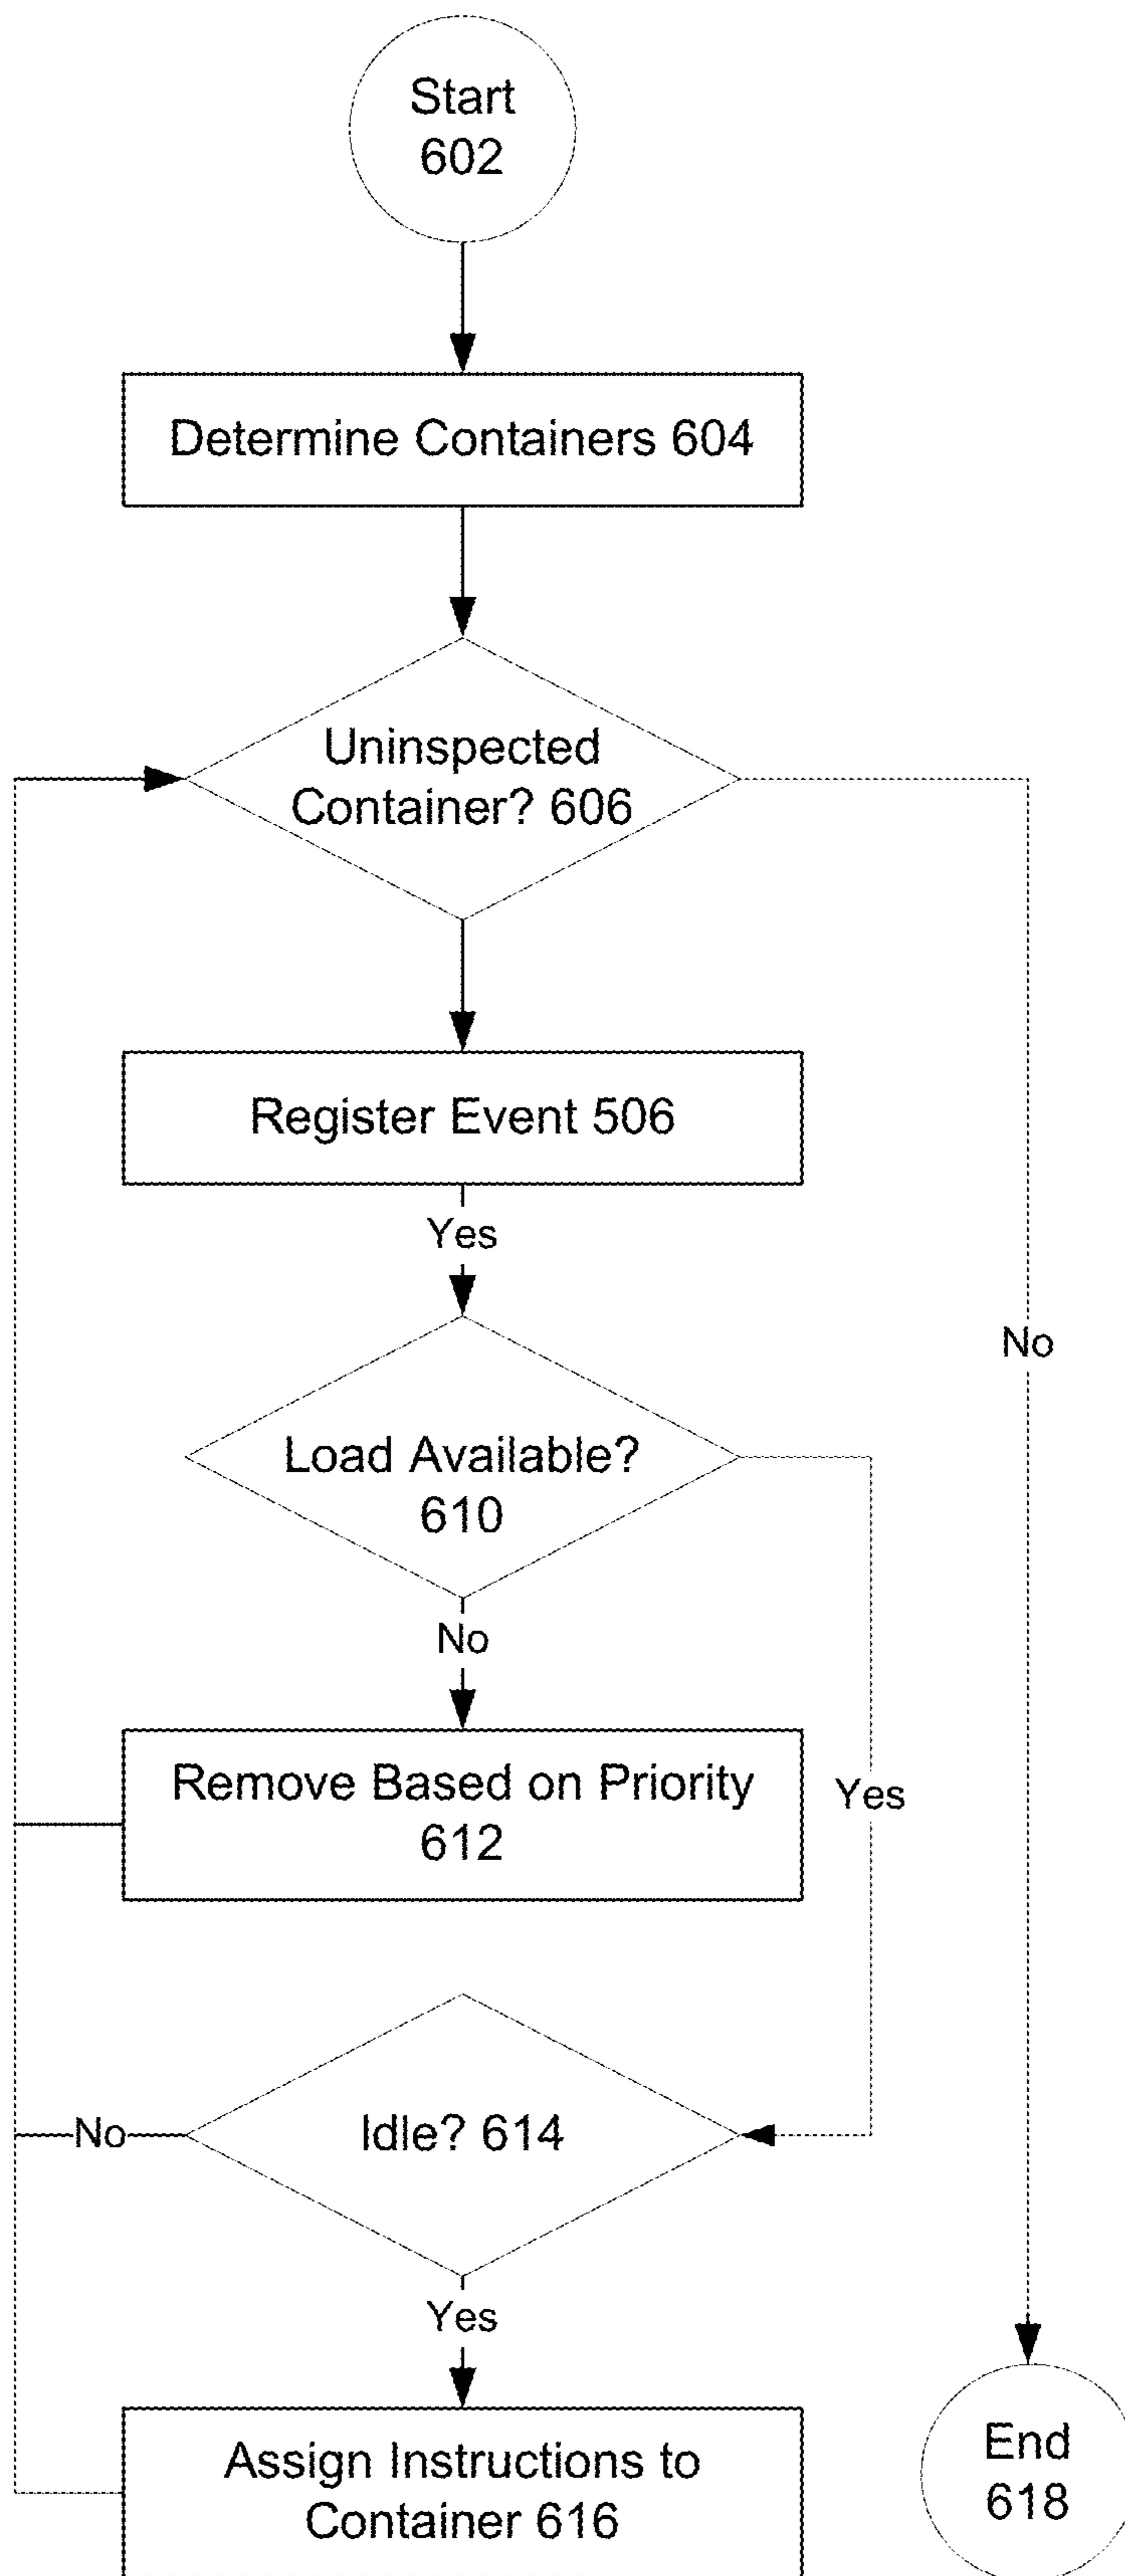 Start
602
Determine Containers 604
Uninspected
Container? 606
Register Event 506
Yes
No
Load Available?
610
No
Remove Based on Priority
612
Yes
No
Idle? 614
Yes
Assign Instructions to
Container 616
End
618